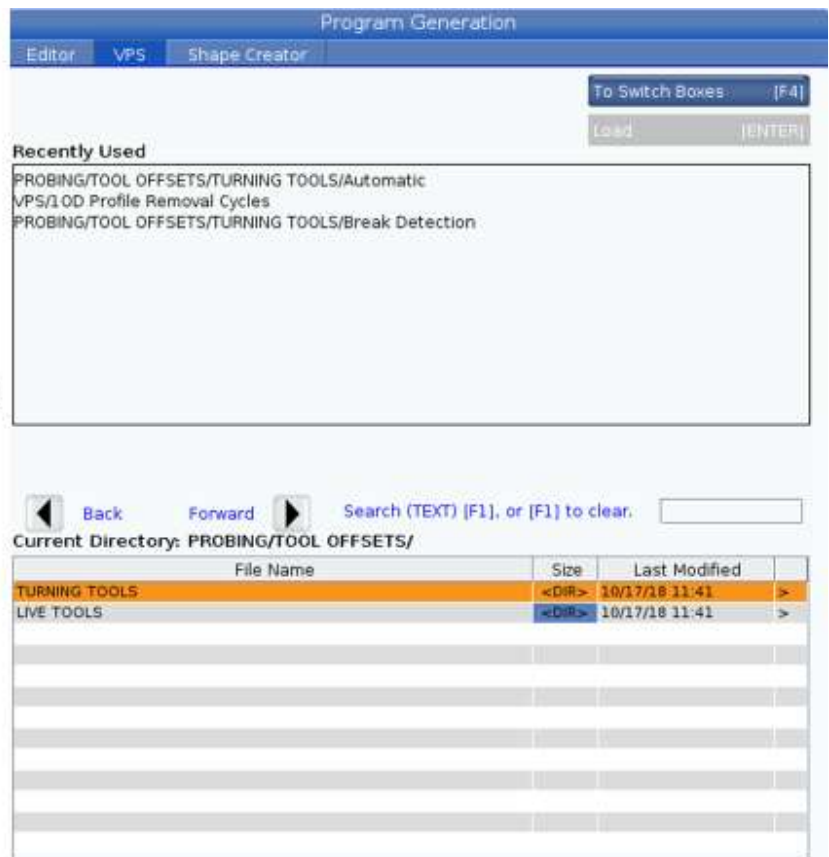 Program Generation
Editor VPS Shape Creator
To Switch Boxes [F4]
Load [ENTER]
Recently Used
PROBING/TOOL OFFSETS/TURNING TOOLS/Automatic
VPS/1OD Profile Removal Cycles
PROBING/TOOL OFFSETS/TURNING TOOLS/Break Detection
Back Forward Search (TEXT) [F1], or [F1] to clear.
Current Directory: PROBING/TOOL OFFSETS/
File Name Size Last Modified
TURNING TOOLS <DIR> 10/17/18 11:41 >
LIVE TOOLS <DIR> 10/17/18 11:41 >